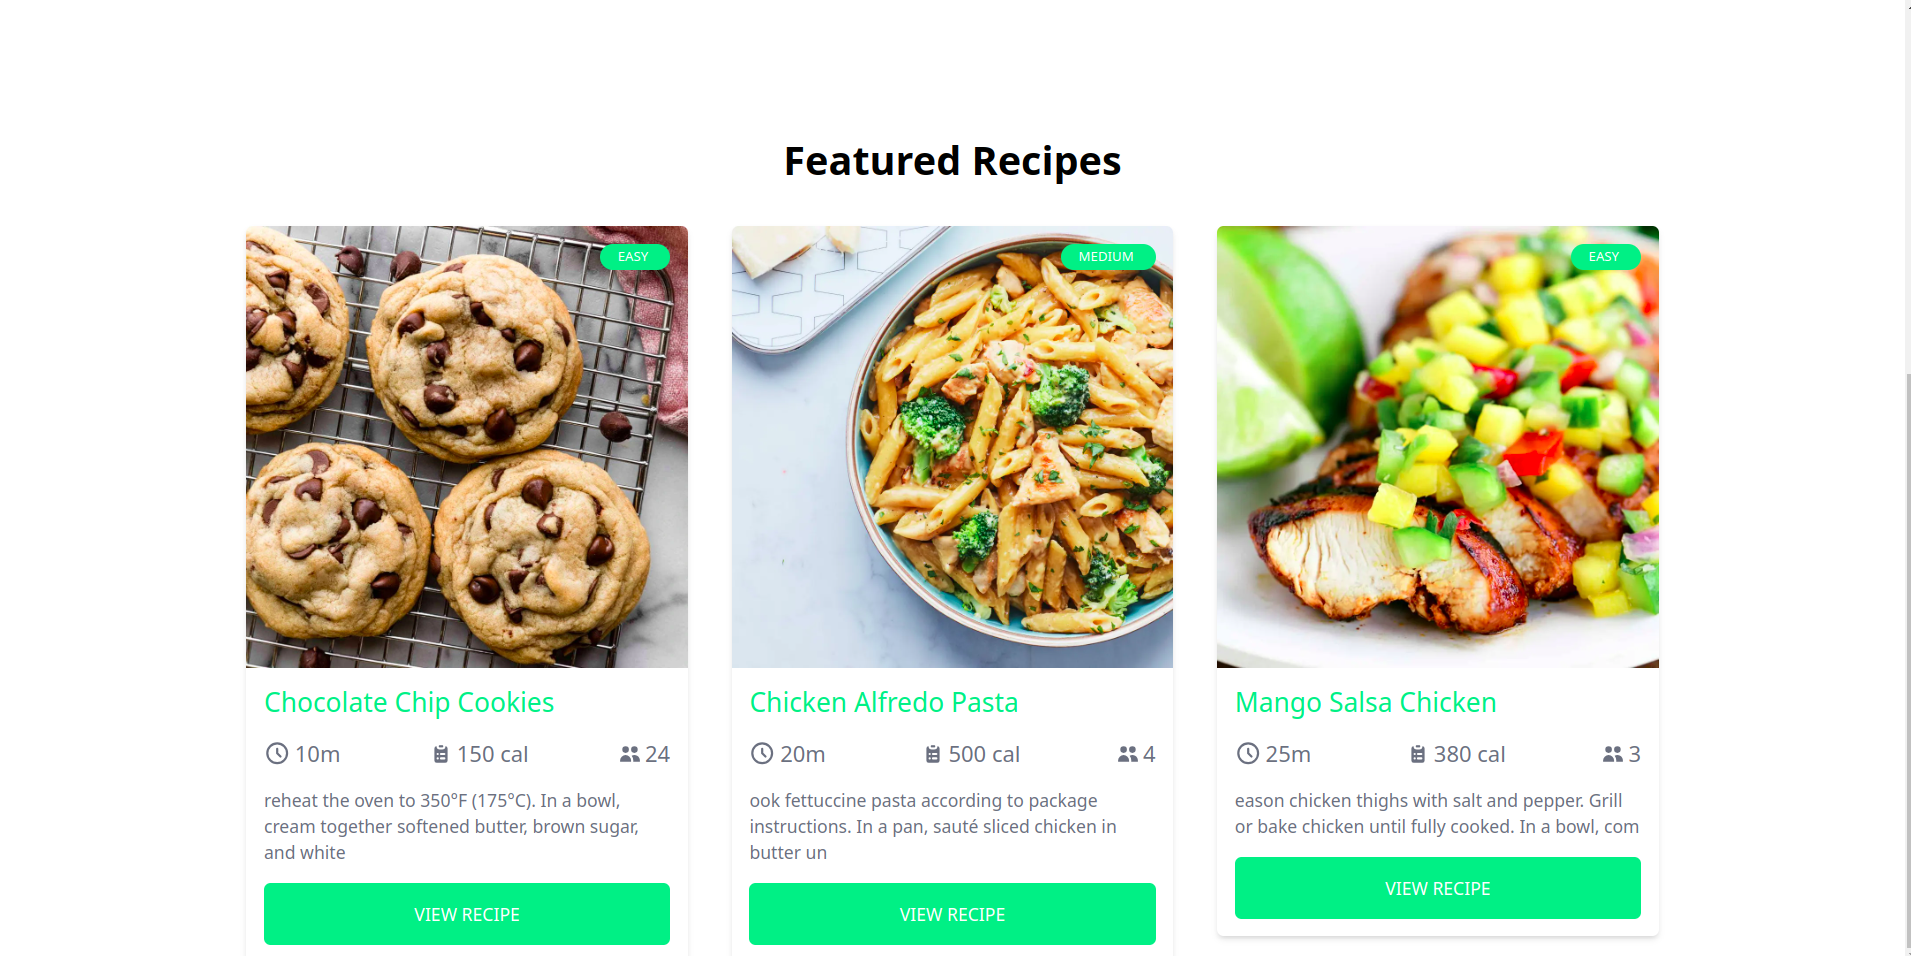 Featured Recipes
EASY
MEDIUM
EASY
Chocolate Chip Cookies
10m
150 cal
24
reheat the oven to 350°F (175°C). In a bowl,
cream together softened butter, brown sugar,
and white
VIEW RECIPE
Chicken Alfredo Pasta
20m
500 cal
4
ook fettuccine pasta according to package
instructions. In a pan, sauté sliced chicken in
butter un
VIEW RECIPE
Mango Salsa Chicken
25m
380 cal
3
eason chicken thighs with salt and pepper. Grill
or bake chicken until fully cooked. In a bowl, com
VIEW RECIPE